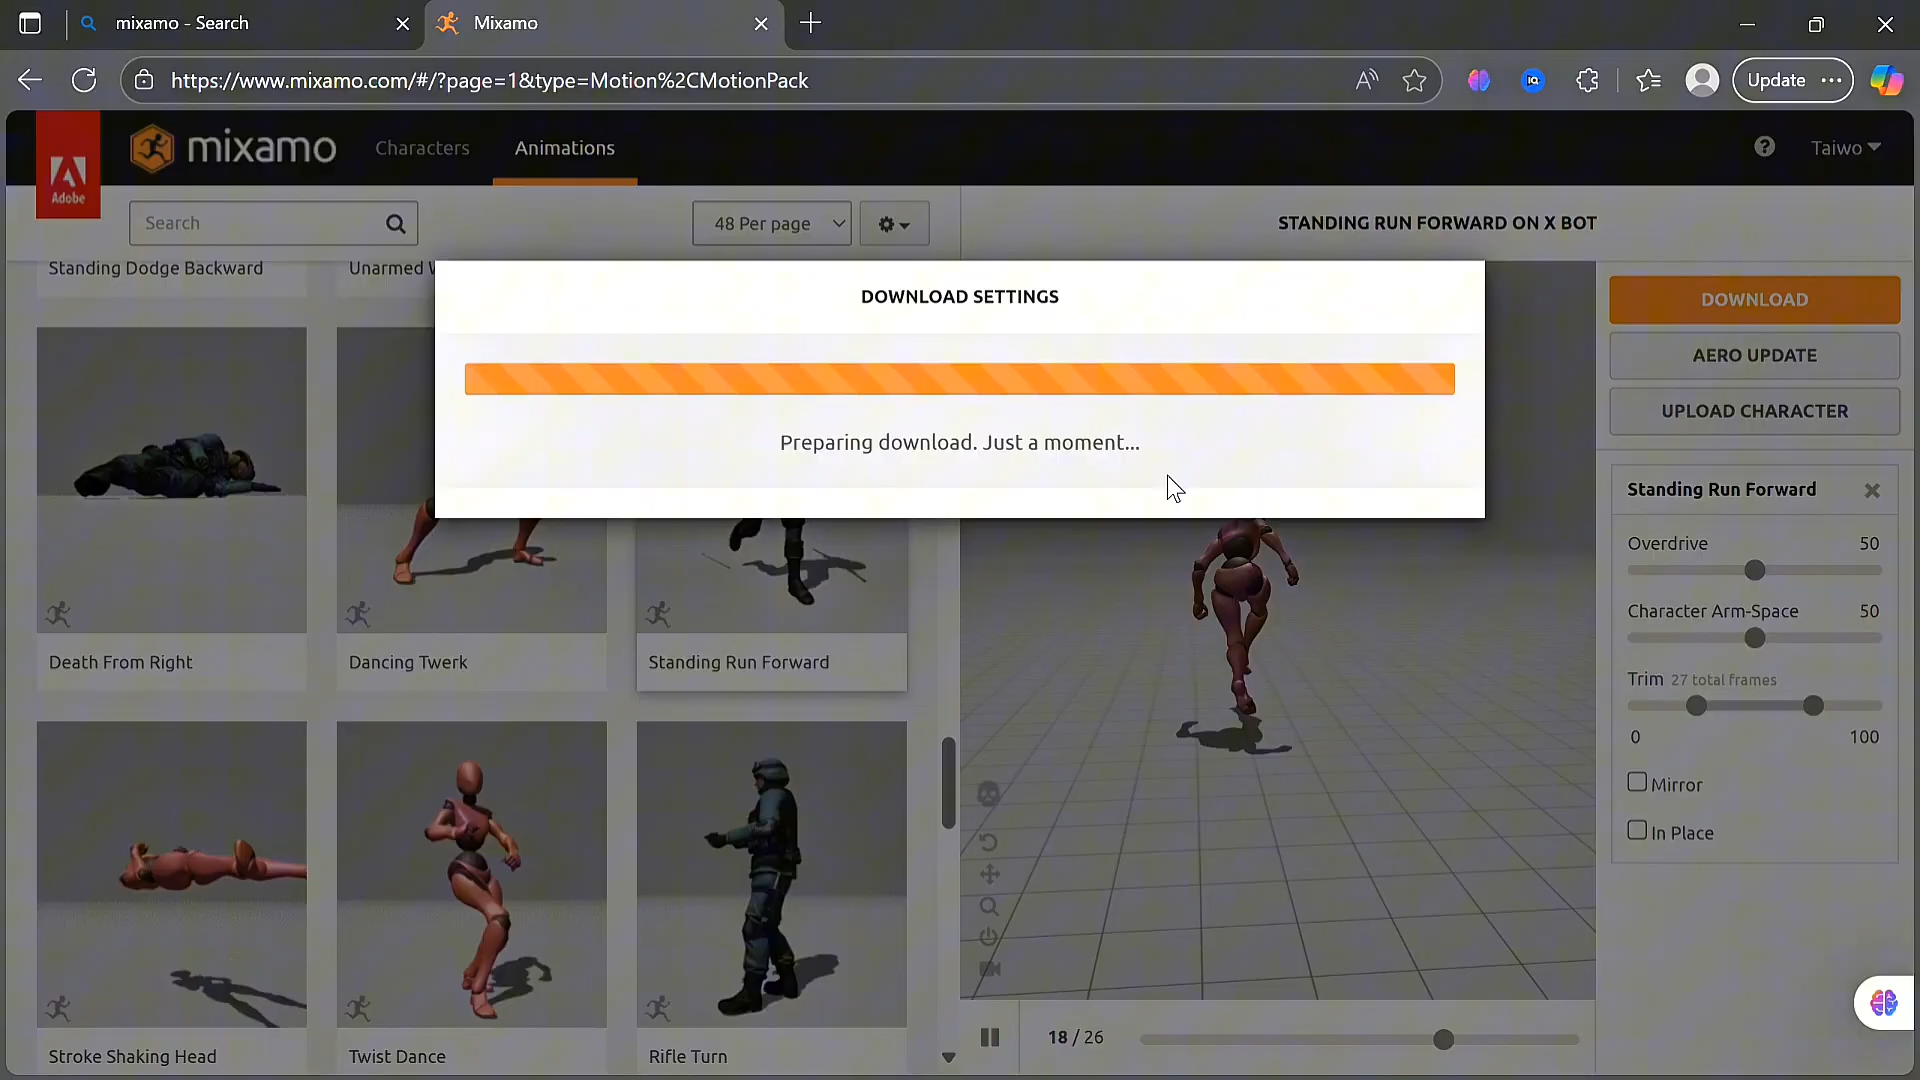 mixamo - Search
Mixamo
https://www.mixamo.com/#/?page=1&type=Motion%2CMotionPack
Update
Adobe
mixamo
Characters
Animations
Taiwo
Search
48 Per page
STANDING RUN FORWARD ON X BOT
Standing Dodge Backward
Unarmed
DOWNLOAD SETTINGS
Preparing download. Just a moment...
DOWNLOAD
AERO UPDATE
UPLOAD CHARACTER
Standing Run Forward
Overdrive 50
Character Arm-Space 50
Trim 27 total frames
0 100
Mirror
In Place
Death From Right
Dancing Twerk
Standing Run Forward
Stroke Shaking Head
Twist Dance
Rifle Turn
18 / 26